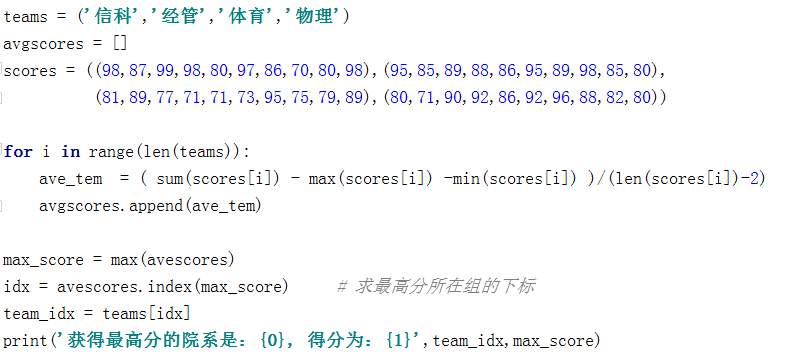 teams = ('信科','经管','体育','物理')
avgscores = []
scores = ((98,87,99,98,80,97,86,70,80,98),(95,85,89,88,86,95,89,98,85,80),
(81,89,77,71,71,73,95,75,79,89),(80,71,90,92,86,92,96,88,82,80))
for i in range(len(teams)):
ave_tem  = ( sum(scores[i]) - max(scores[i]) -min(scores[i]) )/(len(scores[i])-2)
avgscores.append(ave_tem)
max_score = max(avescores)
idx = avescores.index(max_score)     # 求最高分所在组的下标
team_idx = teams[idx]
print('获得最高分的院系是：{0}, 得分为：{1}',team_idx,max_score)